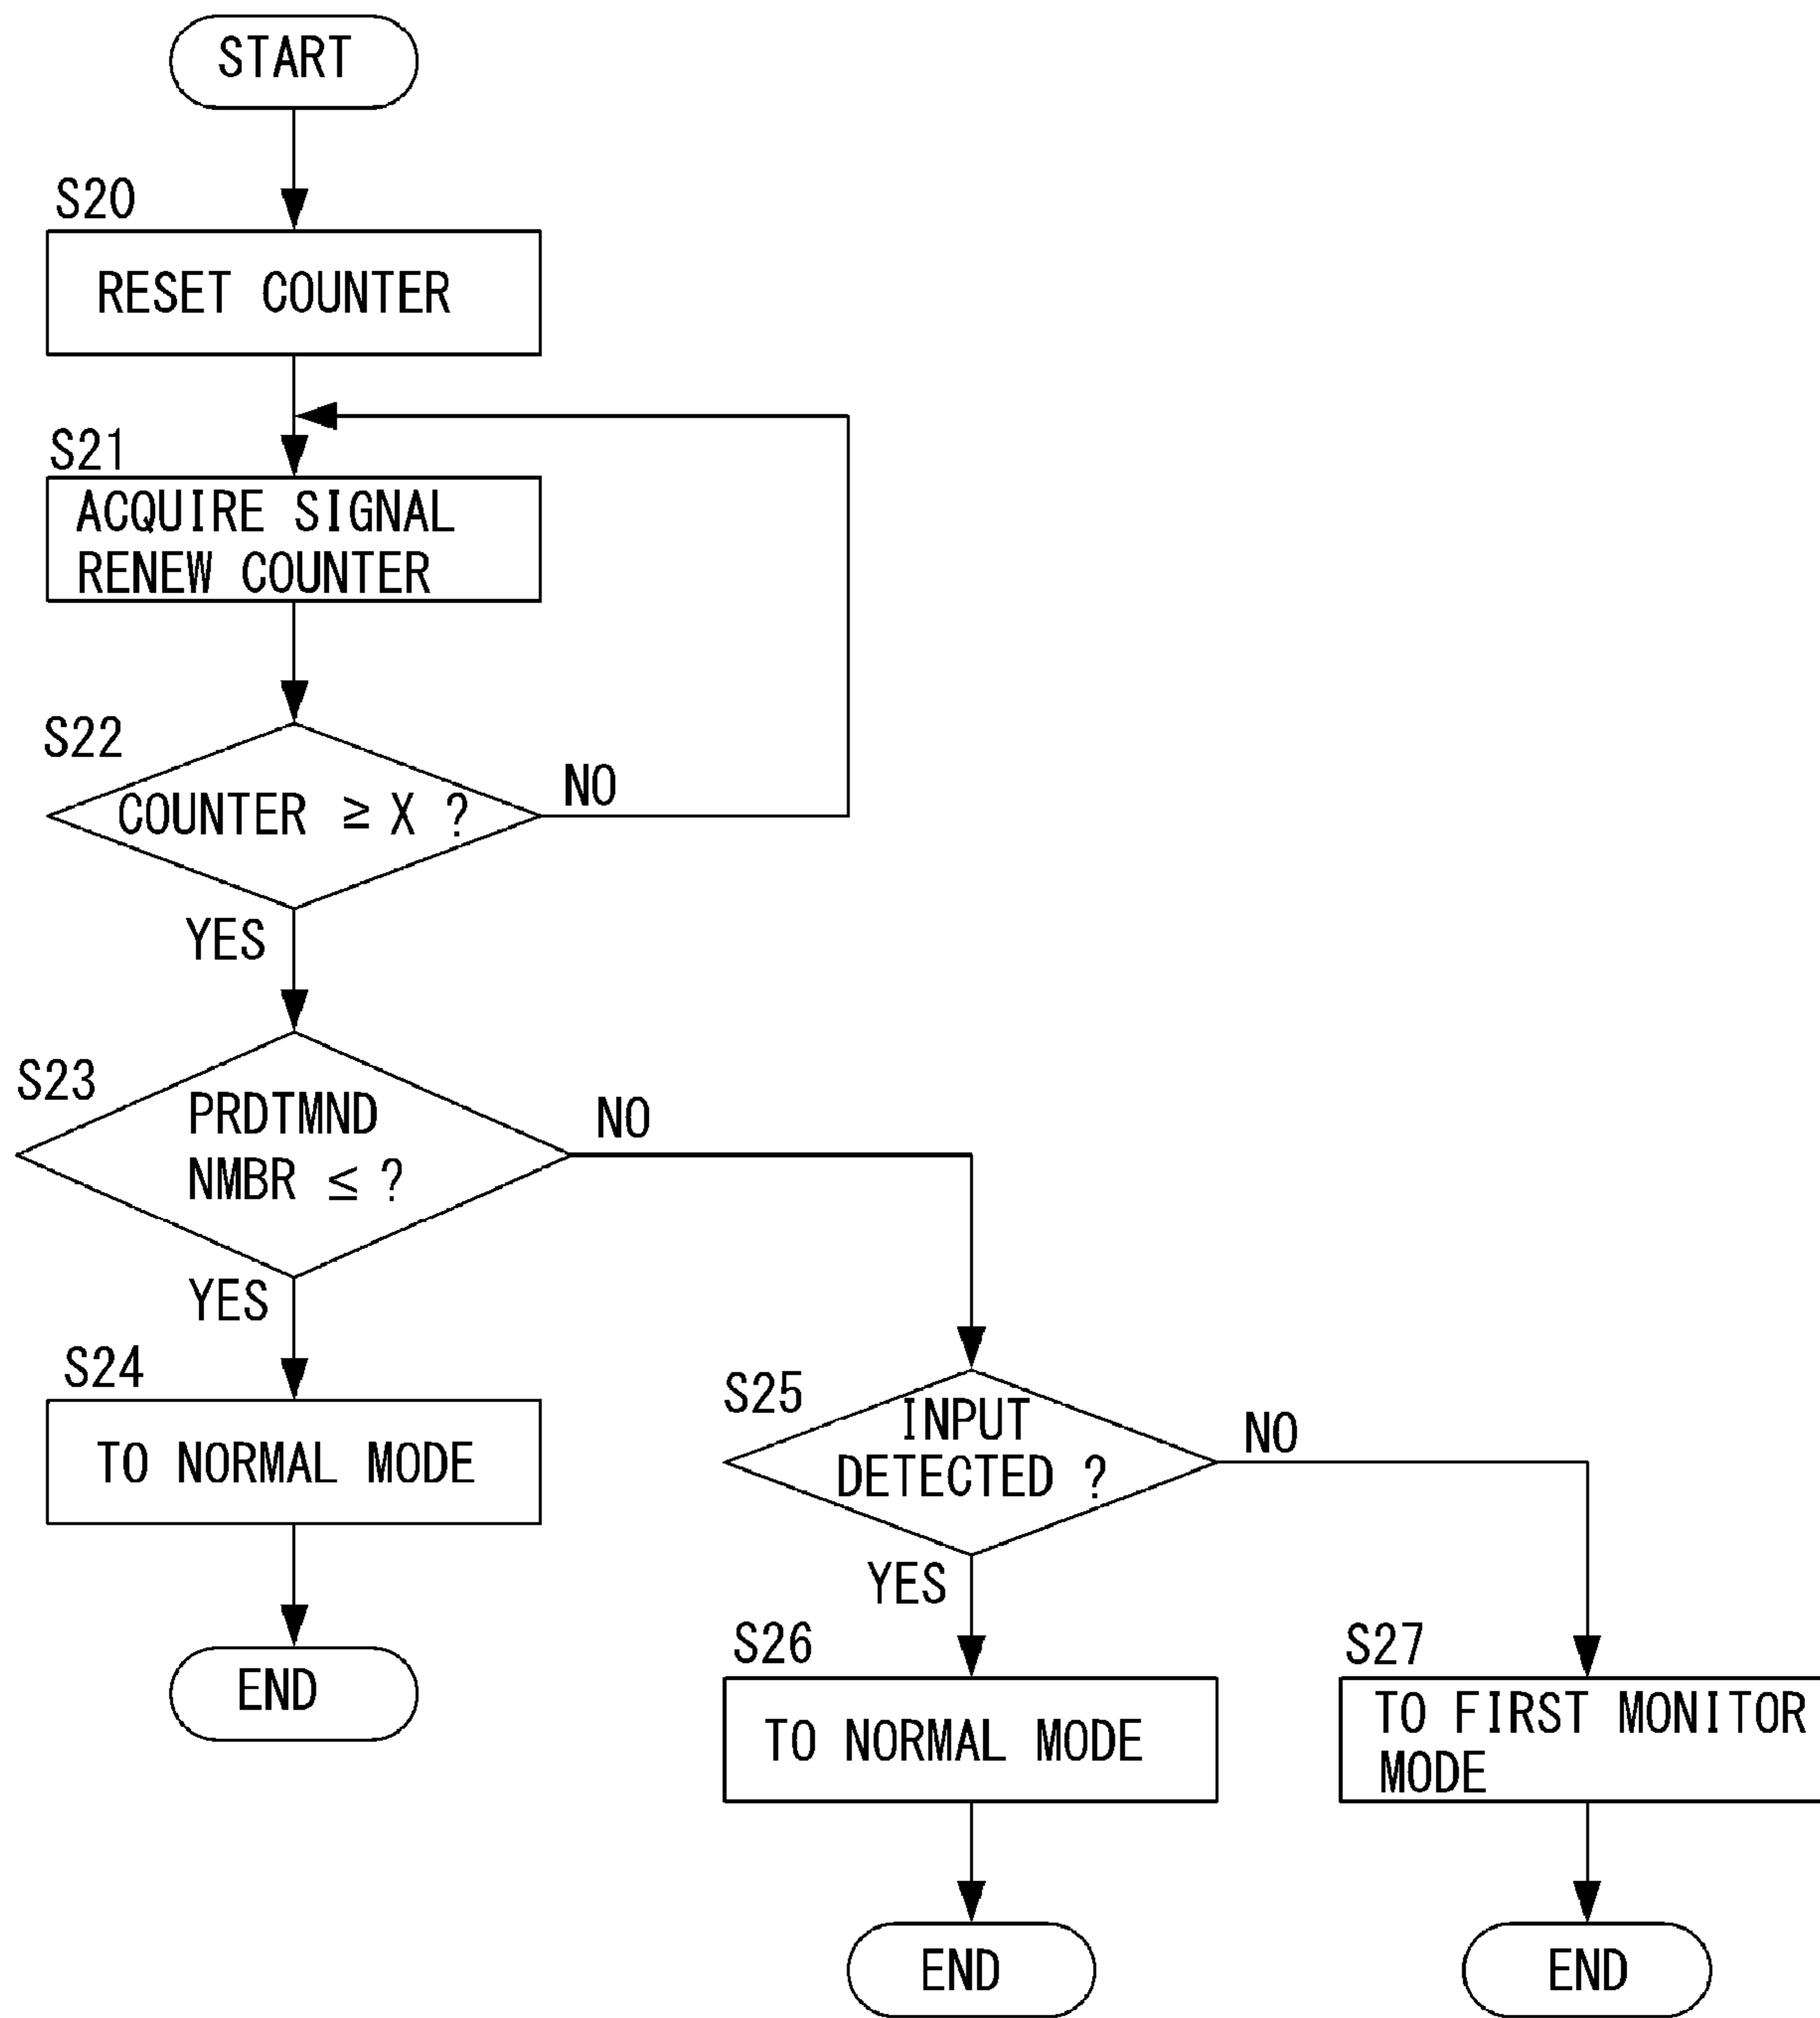 START
S20
RESET COUNTER
S21
ACQUIRE SIGNAL
RENEW COUNTER
S22
COUNTER ≥ X ?
NO
YES
S23
PRDTMND
NMBR ≤ ?
NO
YES
S24
TO NORMAL MODE
END
S25
INPUT
DETECTED ?
NO
YES
S26
TO NORMAL MODE
END
S27
TO FIRST MONITOR
MODE
END